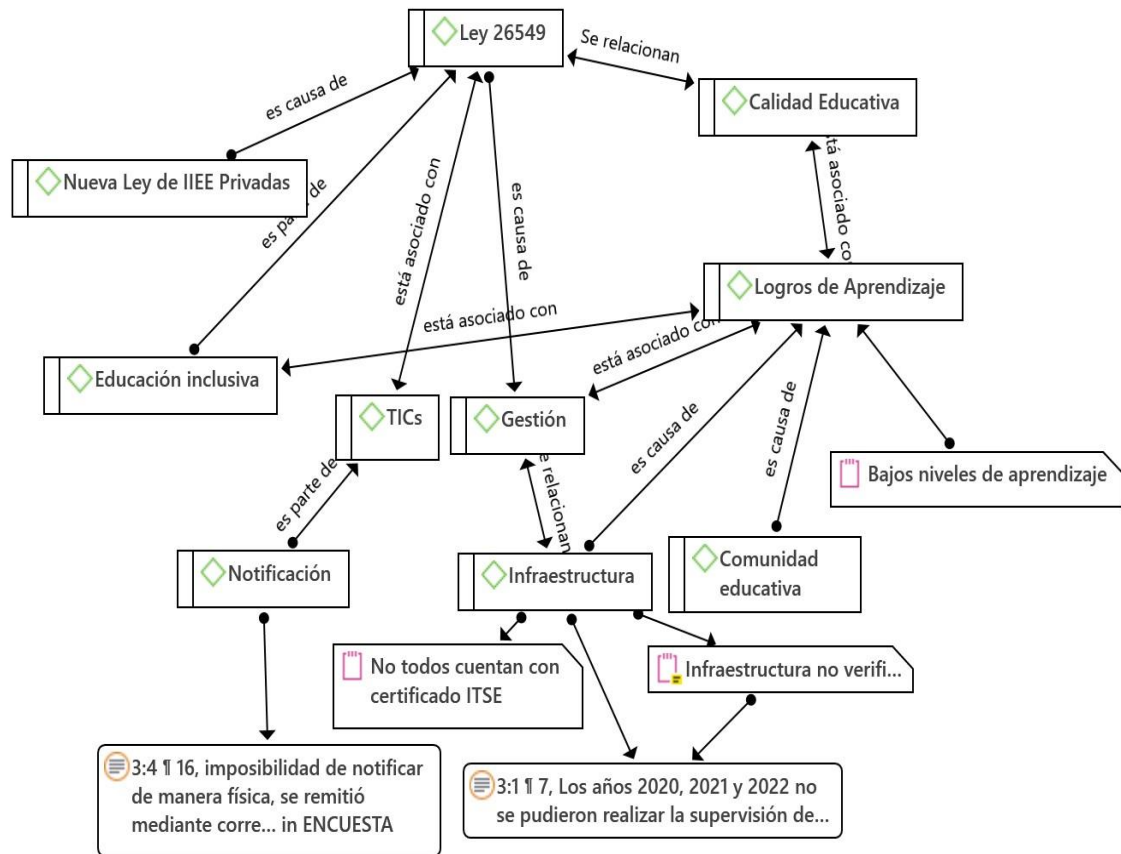 Ley 26549
Se relacionan
Calidad Educativa
es causa de
Nueva Ley de IIEE Privadas
es parte de
está asociado con
es causa de
está asociado con
Logros de Aprendizaje
está asociado con
Educación inclusiva
está asociado con
TICs
Gestión
es causa de
es causa de
Bajos niveles de aprendizaje
es parte de
e relacionan
Notificación
Infraestructura
Comunidad
educativa
No todos cuentan con
certificado ITSE
Infraestructura no verifi...
3:4 ¶ 16, imposibilidad de notificar
de manera física, se remitió
mediante corre... in ENCUESTA
3:1 ¶ 7, Los años 2020, 2021 y 2022 no
se pudieron realizar la supervisión de...